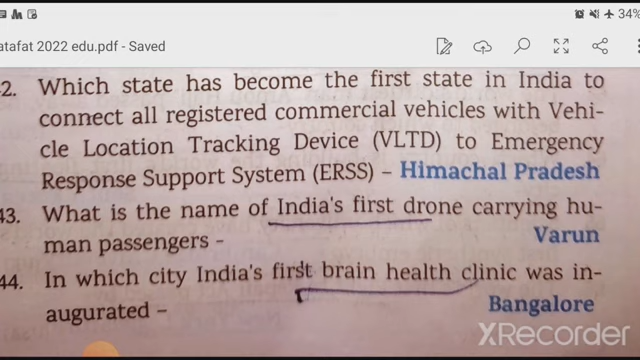 34%
atafat 2022 edu.pdf - Saved
2. Which state has become the first state in India to
connect all registered commercial vehicles with Vehi-
cle Location Tracking Device (VLTD) to Emergency
Response Support System (ERSS) – Himachal Pradesh
43. What is the name of India's first drone carrying hu-
man passengers - Varun
44. In which city India's first brain health clinic was in-
augurated – Bangalore
XRecorder